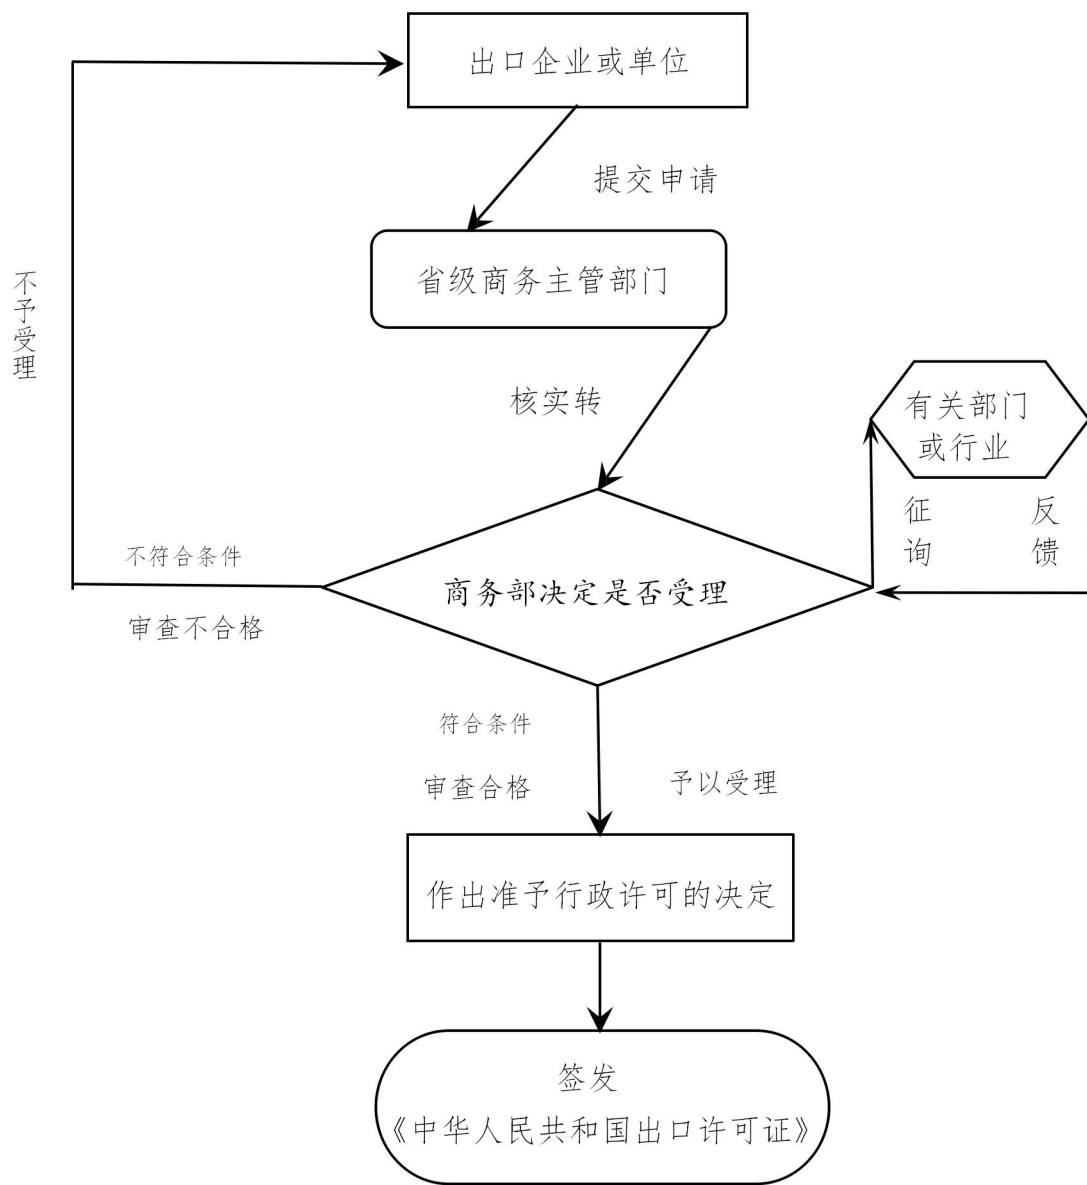 出口企业或单位
提交申请
省级商务主管部门
不予受理
核实转
有关部门
或行业
征询
反馈
不符合条件
商务部决定是否受理
审查不合格
符合条件
审查合格
予以受理
作出准予行政许可的决定
签发
《中华人民共和国出口许可证》